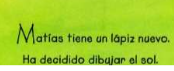 Matías tiene un lápiz nuevo.
Ha decidido dibujar el sol.